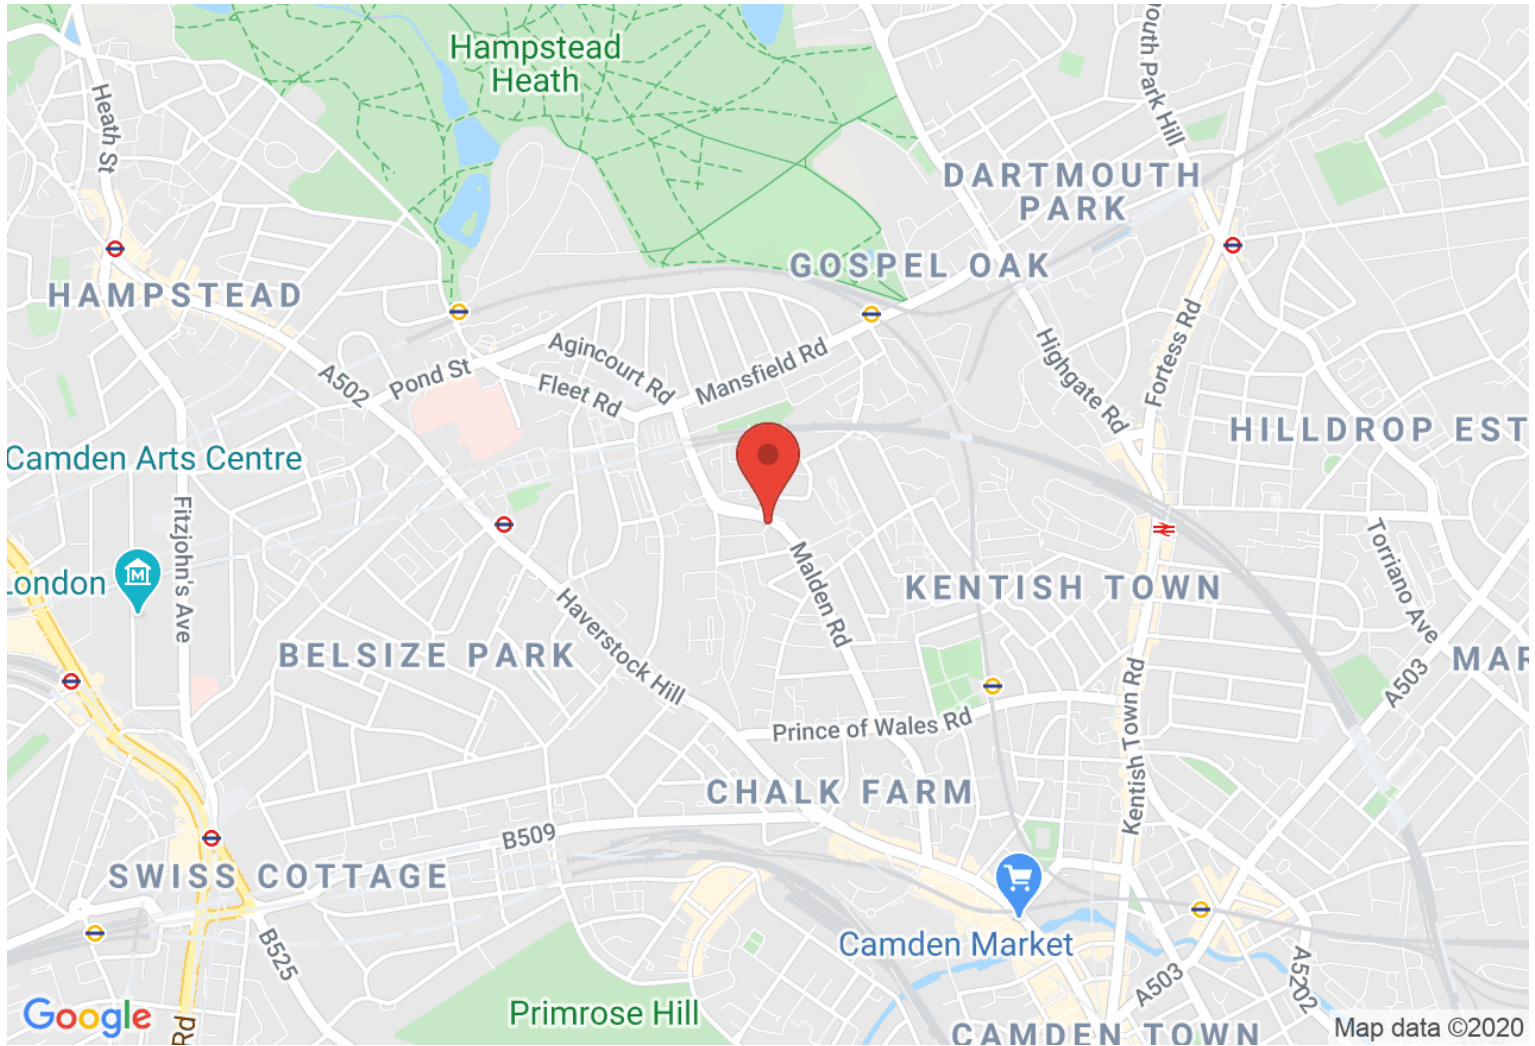 Hampstead
Heath
outh Park Hill
Heath St
DARTMOUTH
PARK
GOSPEL OAK
HAMPSTEAD
A502
Pond St
Agincourt Rd
Fleet Rd
Mansfield Rd
Highgate Rd
Fortess Rd
HILLDROP EST
Camden Arts Centre
Fitzjohn's Ave
London
M
Malden Rd
KENTISH TOWN
Torriano Ave
Haverstock Hill
BELSIZE PARK
MAR
A503
Prince of Wales Rd
Kentish Town Rd
CHALK FARM
B509
SWISS COTTAGE
Camden Market
B525
A503
A5202
Primrose Hill
Google
Rd
CAMDEN TOWN
Map data ©2020